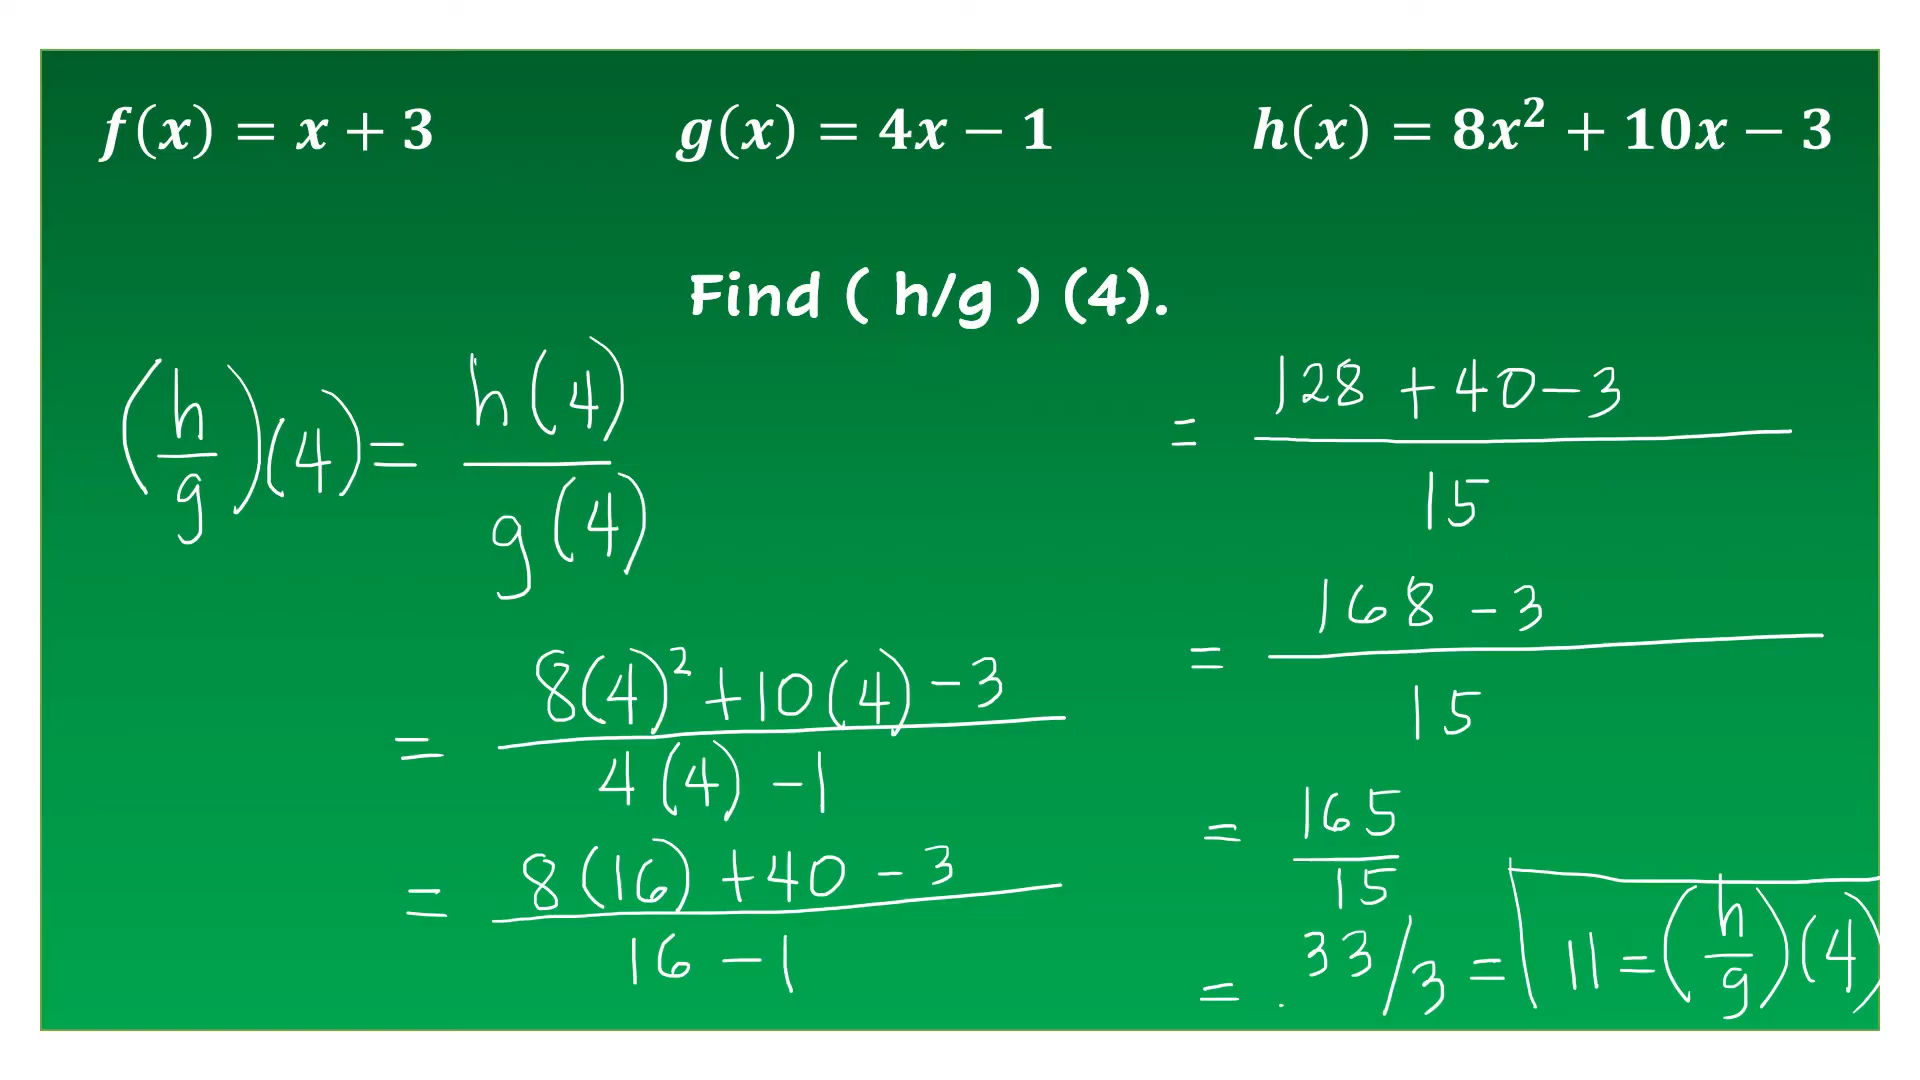 f(x) = x + 3 g(x) = 4x − 1 h(x) = 8x² + 10x − 3
Find ( h/g ) (4).
(h/g)(4) = h(4)/g(4)
= (8(4)² + 10(4) − 3)/(4(4) − 1)
= (8(16) + 40 − 3)/(16 − 1)
= (128 + 40 − 3)/15
= (168 − 3)/15
= 165/15
= 33/3 = 11 = (h/g)(4)